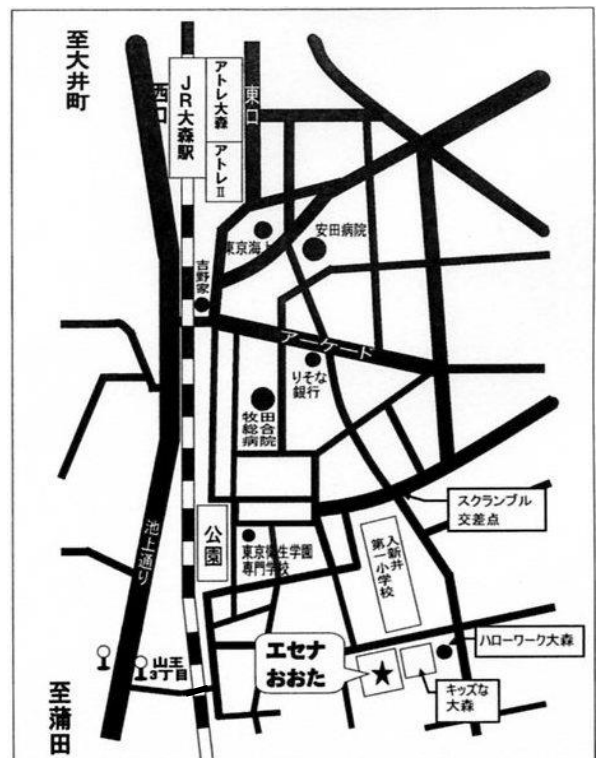 至大井町
西口
JR大森駅
アトレ大森
アトレⅡ
東口
東京海上
安田病院
吉野家
アーケード
りそな
銀行
牧田
総合
病院
スクランブル
交差点
公園
東京衛生学園
専門学校
入新井
第一小学校
池上通り
ハローワーク大森
エセナ
おおた
キッズな
大森
山王
3丁目
至蒲田